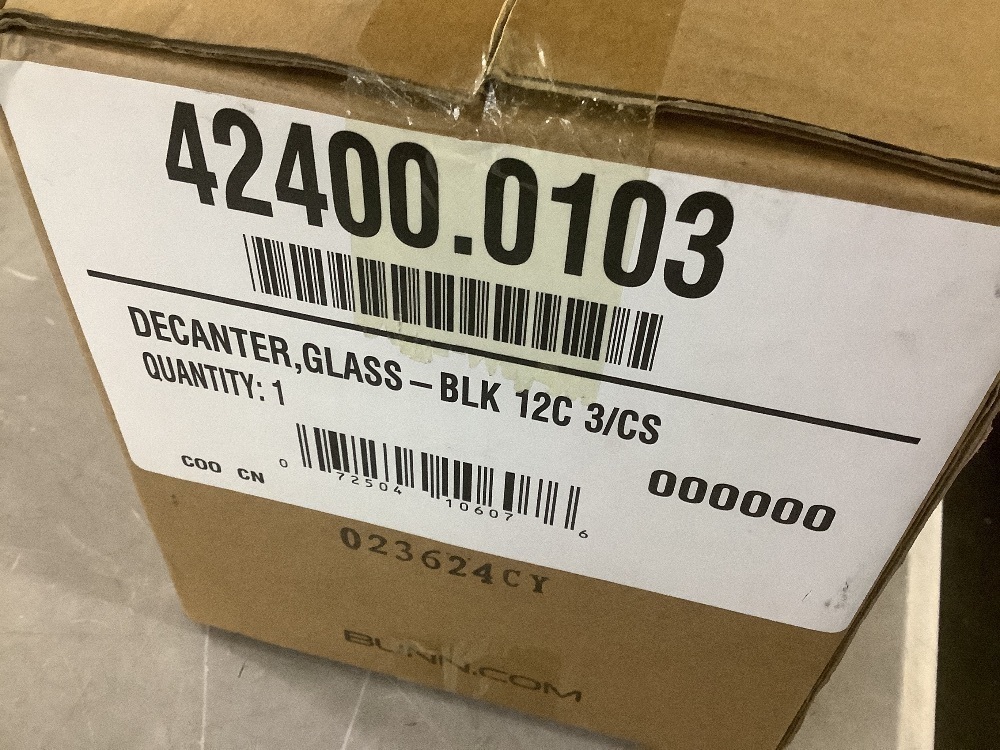 42400.0103
DECANTER,GLASS – BLK 12C 3/CS
QUANTITY: 1
COO CN
0 72504 10607 6
000000
023624CY
BUNN.COM